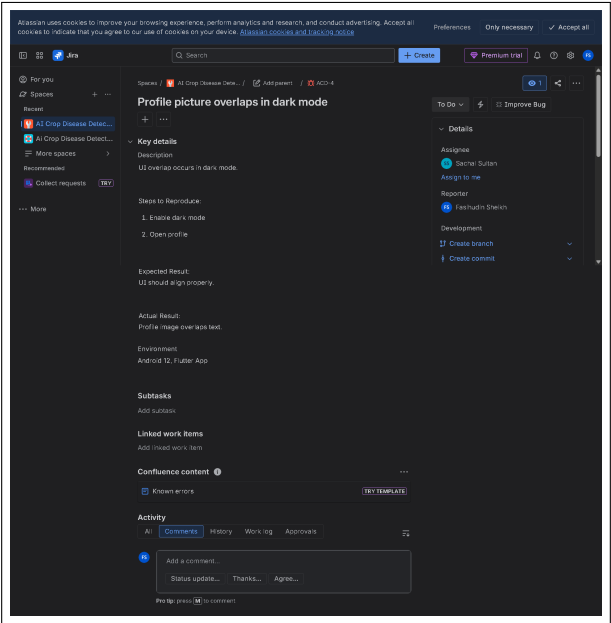 Atlassian uses cookies to improve your browsing experience, perform analytics and research, and conduct advertising. Accept all
cookies to indicate that you agree to our use of cookies on your device. Atlassian cookies and tracking notice
Preferences
Only necessary
Accept all
Jira
Search
+ Create
Premium trial
FS
For you
Spaces
Recent
AI Crop Disease Detec...
Ai Crop Disease Detect...
More spaces
Recommended
Collect requests TRY
More
Spaces / AI Crop Disease Dete... / Add parent / ACD-4
1
Profile picture overlaps in dark mode
To Do
Improve Bug
Key details
Description
UI overlap occurs in dark mode.
Steps to Reproduce:
1. Enable dark mode
2. Open profile
Expected Result:
UI should align properly.
Actual Result:
Profile image overlaps text.
Environment
Android 12, Flutter App
Details
Assignee
Sachal Sultan
Assign to me
Reporter
FS Fasihudin Sheikh
Development
Create branch
Create commit
Subtasks
Add subtask
Linked work items
Add linked work item
Confluence content
Known errors TRY TEMPLATE
Activity
All Comments History Work log Approvals
FS
Add a comment...
Status update... Thanks... Agree...
Pro tip: press M to comment